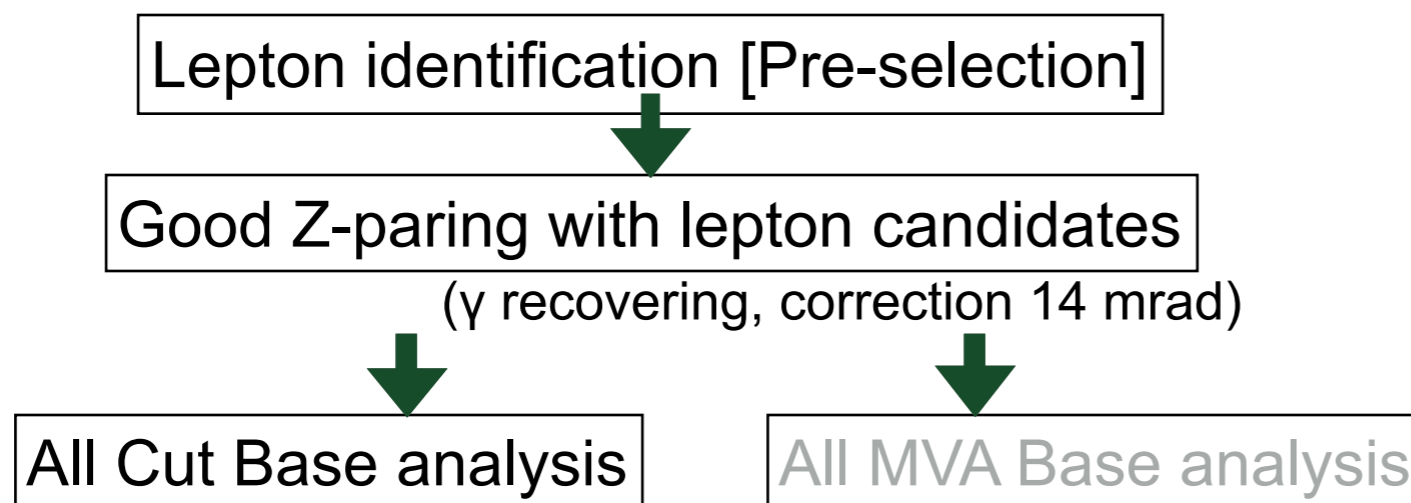 Lepton identification [Pre-selection]
Good Z-paring with lepton candidates
(γ recovering, correction 14 mrad)
All Cut Base analysis
All MVA Base analysis